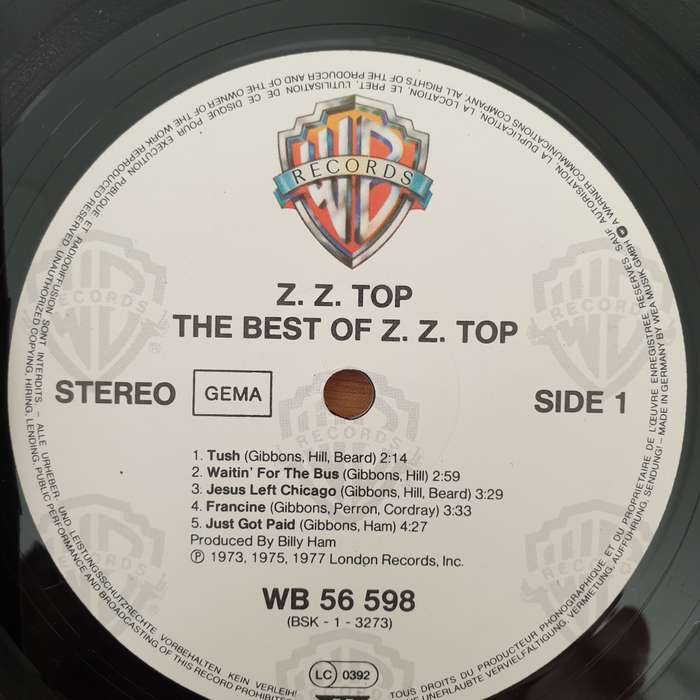 WB
RECORDS
Z. Z. TOP
THE BEST OF Z. Z. TOP
STEREO
GEMA
SIDE 1
1. Tush (Gibbons, Hill, Beard) 2:14
2. Waitin' For The Bus (Gibbons, Hill) 2:59
3. Jesus Left Chicago (Gibbons, Hill, Beard) 3:29
4. Francine (Gibbons, Perron, Cordray) 3:33
5. Just Got Paid (Gibbons, Ham) 4:27
Produced By Billy Ham
Ⓟ 1973, 1975, 1977 London Records, Inc.
WB 56 598
(BSK - 1 - 3273)
LC 0392
ALLE URHEBER- UND LEISTUNGSSCHUTZRECHTE VORBEHALTEN KEIN VERLEIH!
TOUS DROITS DU PRODUCTEUR PHONOGRAPHIQUE ET DU PROPRIETAIRE DE L'ŒUVRE ENREGISTREE RESERVES SAUF AUTORISATION. LA DUPLICATION, LA LOCATION, LE PRET, L'UTILISATION DE CE DISQUE POUR EXECUTION PUBLIQUE ET RADIODIFFUSION SONT INTERDITS.
VERMIETUNG, AUFFÜHRUNG, SENDUNG! - MADE IN GERMANY BY WEA MUSIK GMBH
A WARNER COMMUNICATIONS COMPANY. ALL RIGHTS OF THE PRODUCER AND OF THE OWNER OF THE WORK REPRODUCED RESERVED. UNAUTHORIZED COPYING, HIRING, LENDING, PUBLIC PERFORMANCE AND BROADCASTING OF THIS RECORD PROHIBITED